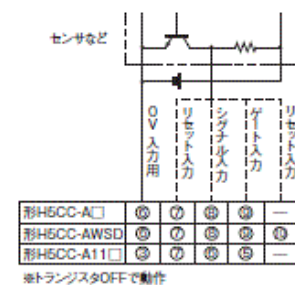 センサなど
0V入力用
リセット入力
シグナル入力
ゲート入力
リセット入力
形H5CC-A□ ⑥ ⑦ ⑧ ⑨ —
形H5CC-AWSD ⑥ ⑦ ⑧ ⑨ ⑩
形H5CC-A11□ ③ ⑦ ⑥ ⑤ —
※トランジスタOFFで動作